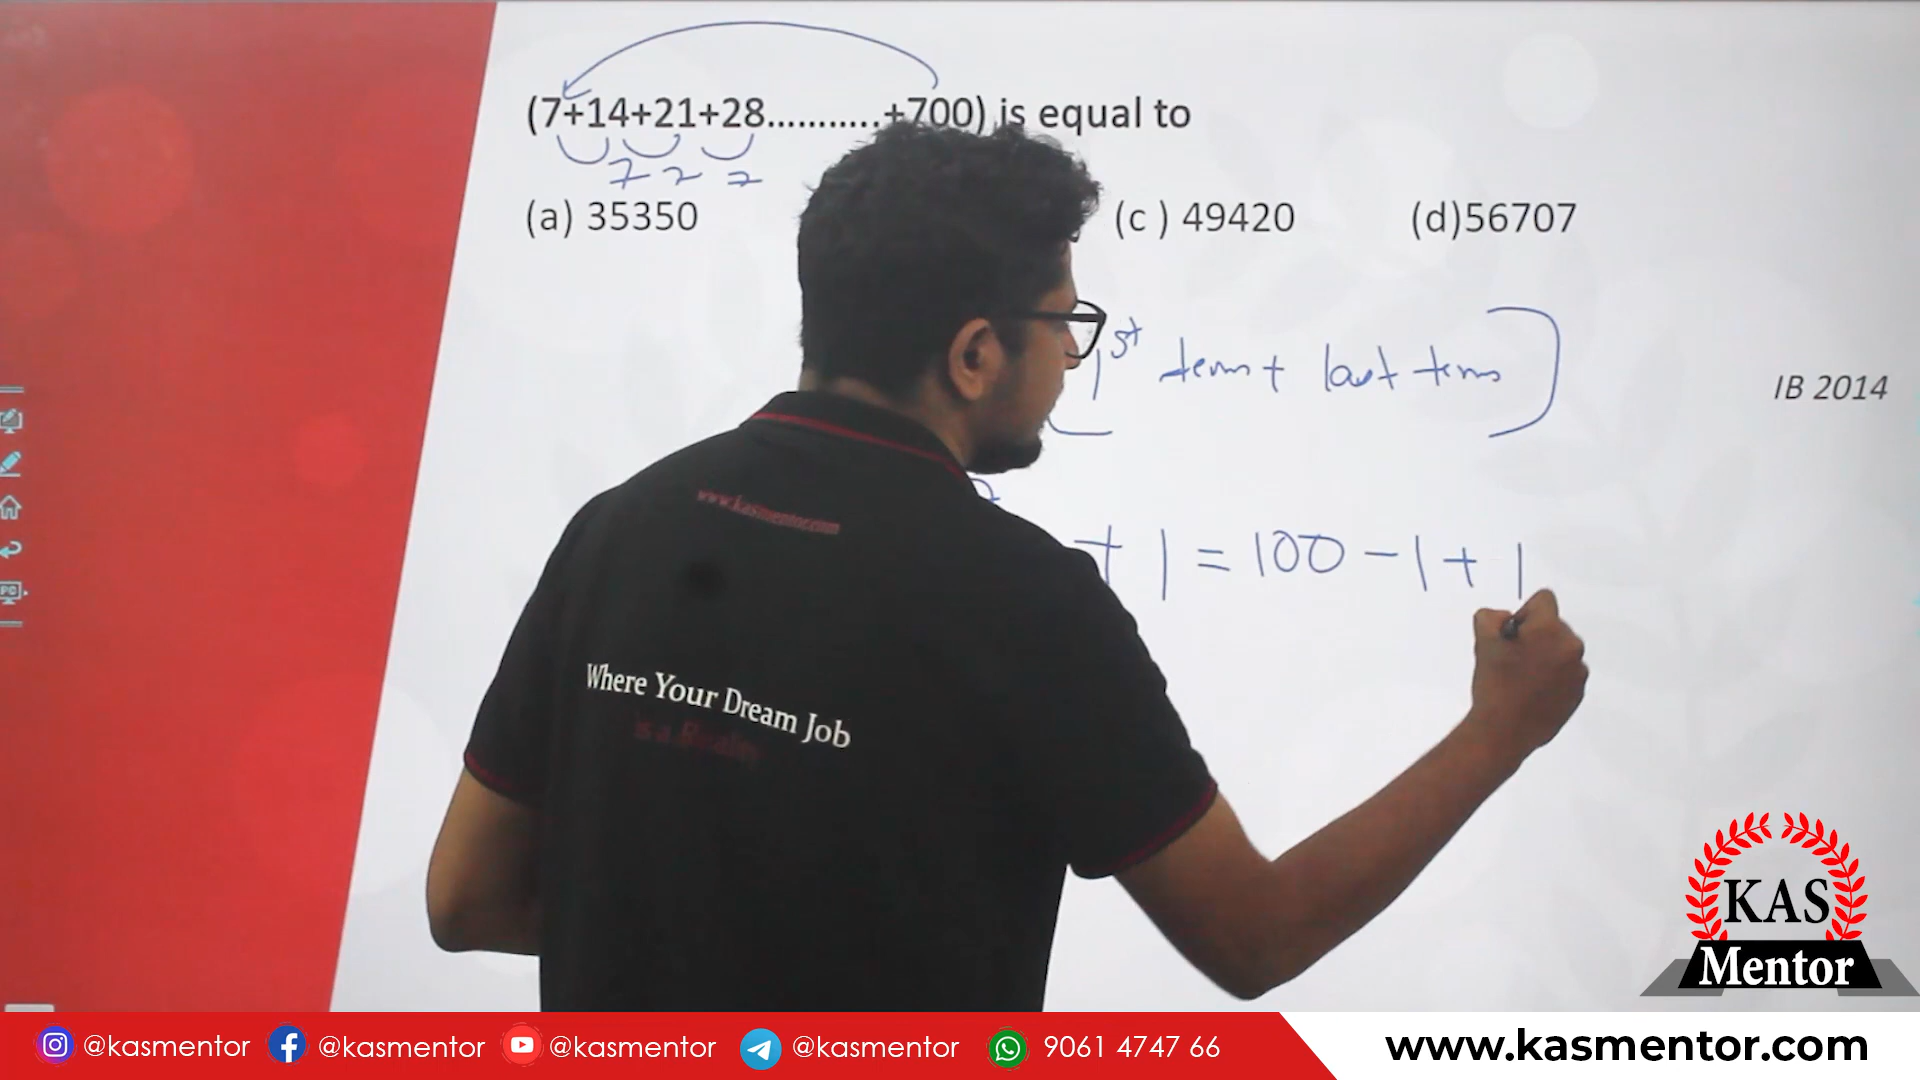 (7+14+21+28...........+700) is equal to
7 7 7
(a) 35350
(c ) 49420
(d)56707
1st term + last term
IB 2014
+ 1 = 100 - 1 + 1
www.kasmentor.com
Where Your Dream Job
is a Reality
PC
KAS
Mentor
@kasmentor
@kasmentor
@kasmentor
@kasmentor
9061 4747 66
www.kasmentor.com